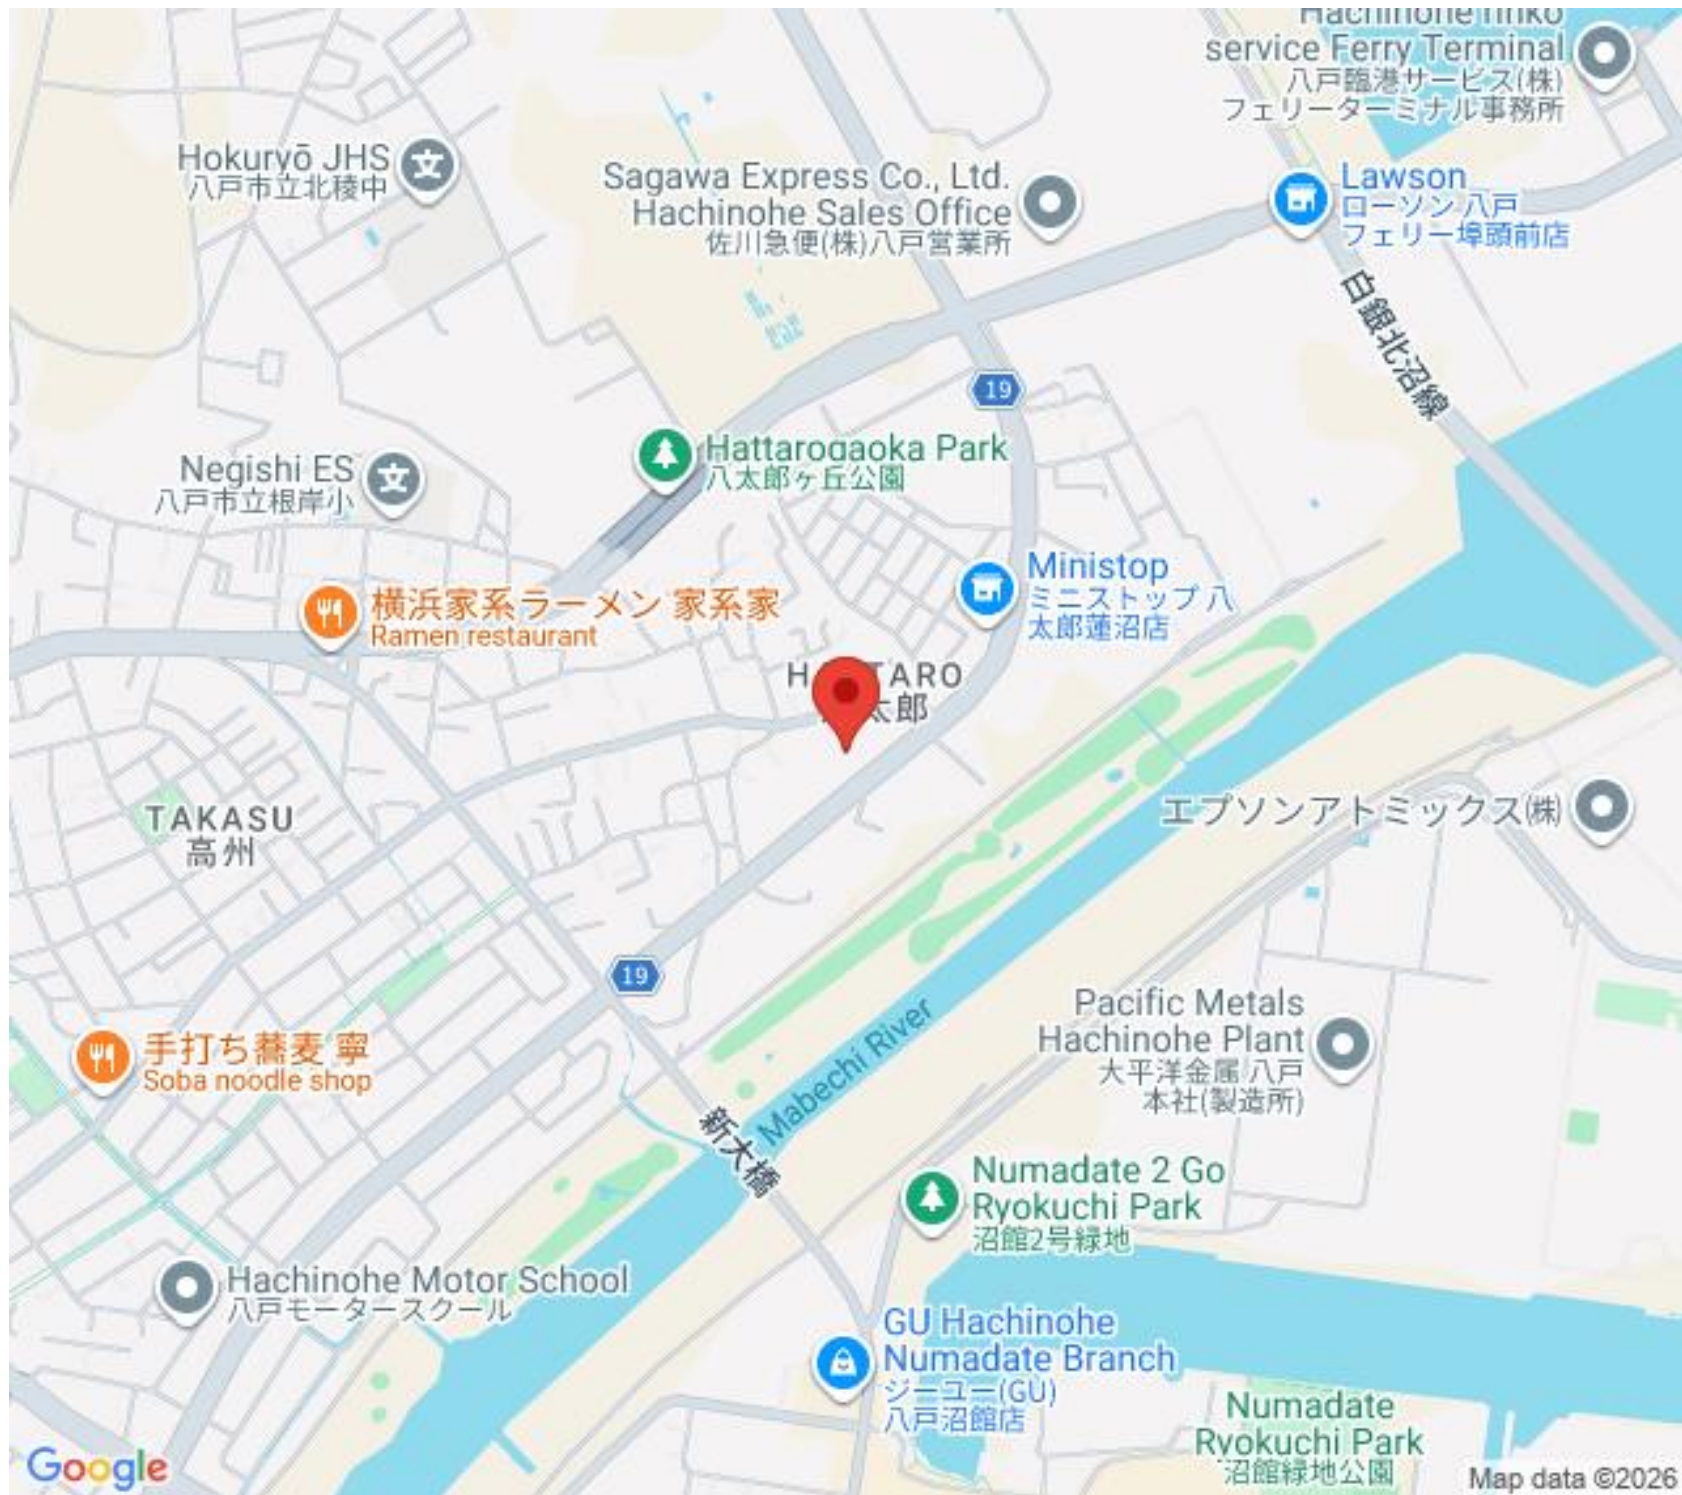 Hachinohe rinko
service Ferry Terminal
八戸臨港サービス(株)
フェリーターミナル事務所
Hokuryō JHS
八戸市立北稜中
Sagawa Express Co., Ltd.
Hachinohe Sales Office
佐川急便(株)八戸営業所
Lawson
ローソン 八戸
フェリー埠頭前店
白銀北沼線
19
Hattarogaoka Park
八太郎ヶ丘公園
Negishi ES
八戸市立根岸小
Ministop
ミニストップ 八
太郎蓮沼店
横浜家系ラーメン 家系家
Ramen restaurant
H TARO
太郎
TAKASU
高州
エプソンアトミックス(株)
19
Pacific Metals
Hachinohe Plant
大平洋金属 八戸
本社(製造所)
手打ち蕎麦 寧
Soba noodle shop
Mabechi River
新大橋
Numadate 2 Go
Ryokuchi Park
沼館2号緑地
Hachinohe Motor School
八戸モータースクール
GU Hachinohe
Numadate Branch
ジーユー(GU)
八戸沼館店
Numadate
Ryokuchi Park
沼館緑地公園
Google
Map data ©2026